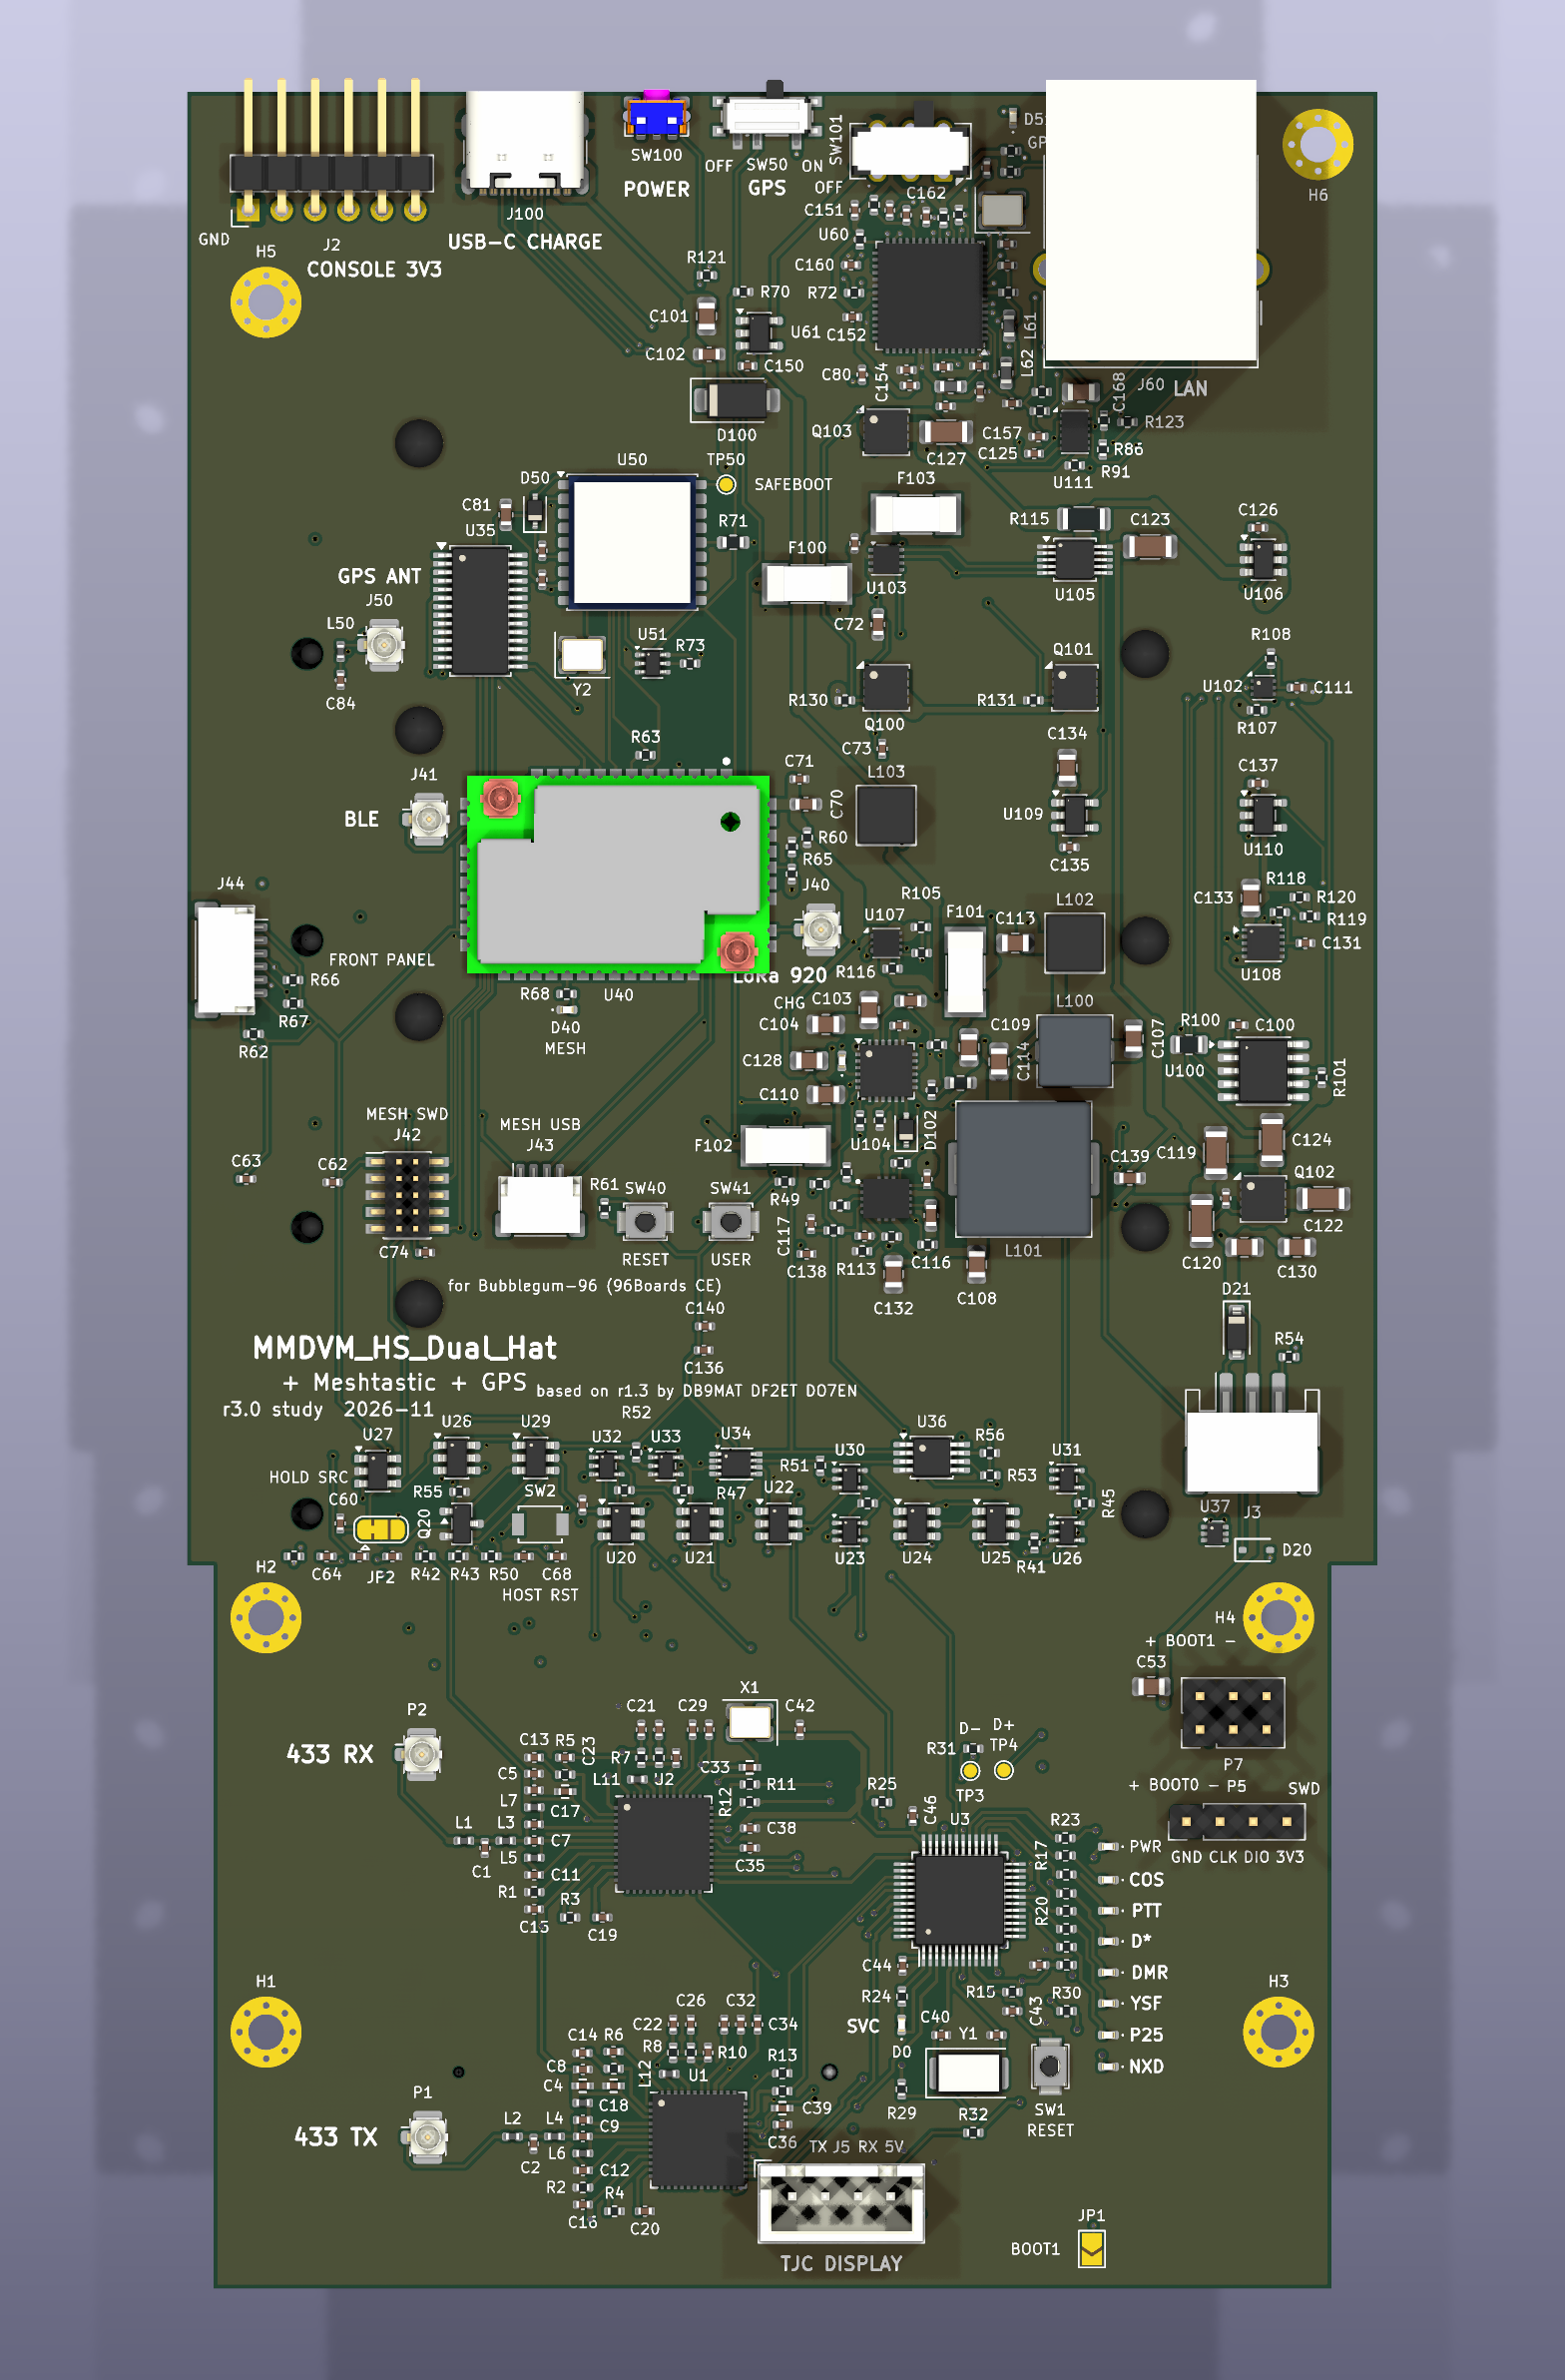 SW100
POWER
OFF SW50 ON
GPS
SW101
OFF
C162
C151
U60
C160
R72
C152
C80
C154
L61
L62
H6
GND
H5
J2
CONSOLE 3V3
J100
USB-C CHARGE
R121
R70
C101
U61
C102
C150
D100
J60 LAN
C168
R123
R86
R91
C157
C125
U111
Q103
C127
F103
U50
TP50
SAFEBOOT
D50
C81
U35
R71
F100
U103
R115
C123
C126
U105
U106
GPS ANT
J50
L50
C84
Y2
U51
R73
C72
Q101
R108
U102
C111
R107
R130
Q100
R131
C134
R63
C73
L103
C71
C70
R60
R65
J41
BLE
J40
C137
U109
U110
C135
R118
C133
R120
R119
C131
U108
J44
FRONT PANEL
R66
R67
R62
LoRa 920
R68
U40
D40
MESH
R105
U107
R116
F101
C113
L102
L100
CHG
C103
C104
C128
C110
C109
C114
C107
R100
C100
U100
R101
U104
D102
MESH SWD
J42
MESH USB
J43
F102
C63
C62
C74
R61
SW40
SW41
RESET
USER
R49
C117
C138
R113
C116
C132
C108
L101
C139
C119
C124
Q102
C122
C120
C130
for Bubblegum-96 (96Boards CE)
C140
C136
D21
R54
MMDVM_HS_Dual_Hat
+ Meshtastic + GPS
based on r1.3 by DB9MAT DF2ET DO7EN
r3.0 study 2026-11
R52
U27
U28
U29
U32
U33
U34
U30
U36
R56
U31
HOLD SRC
R55
SW2
R47
U22
R51
R53
R45
C60
Q20
U37
J3
D20
U20
U21
U23
U24
U25
U26
R41
C64
JF2
R42
R43
R50
C68
HOST RST
H2
H4
+ BOOT1 -
C53
P7
+ BOOT0 - P5
SWD
GND CLK DIO 3V3
X1
P2
433 RX
C21
C29
C42
C13
R5
C23
R7
C33
C5
L11
U2
R11
L7
C17
R12
L1
L3
C7
C38
C1
L5
C11
C35
R1
R3
C15
C19
R31
D-
D+
TP4
TP3
R25
C46
U3
R23
R17
R20
PWR
COS
PTT
D*
DMR
YSF
P25
NXD
C44
R24
R15
C43
R30
SVC
D0
C40
Y1
R29
R32
SW1
RESET
H1
H3
C26
C32
C22
C34
C14
R6
R8
R10
C8
L12
U1
R13
C4
C18
C39
P1
433 TX
L2
L4
C9
C2
L6
C36
C12
R2
R4
C16
C20
TX J5 RX 5V
TJC DISPLAY
JP1
BOOT1